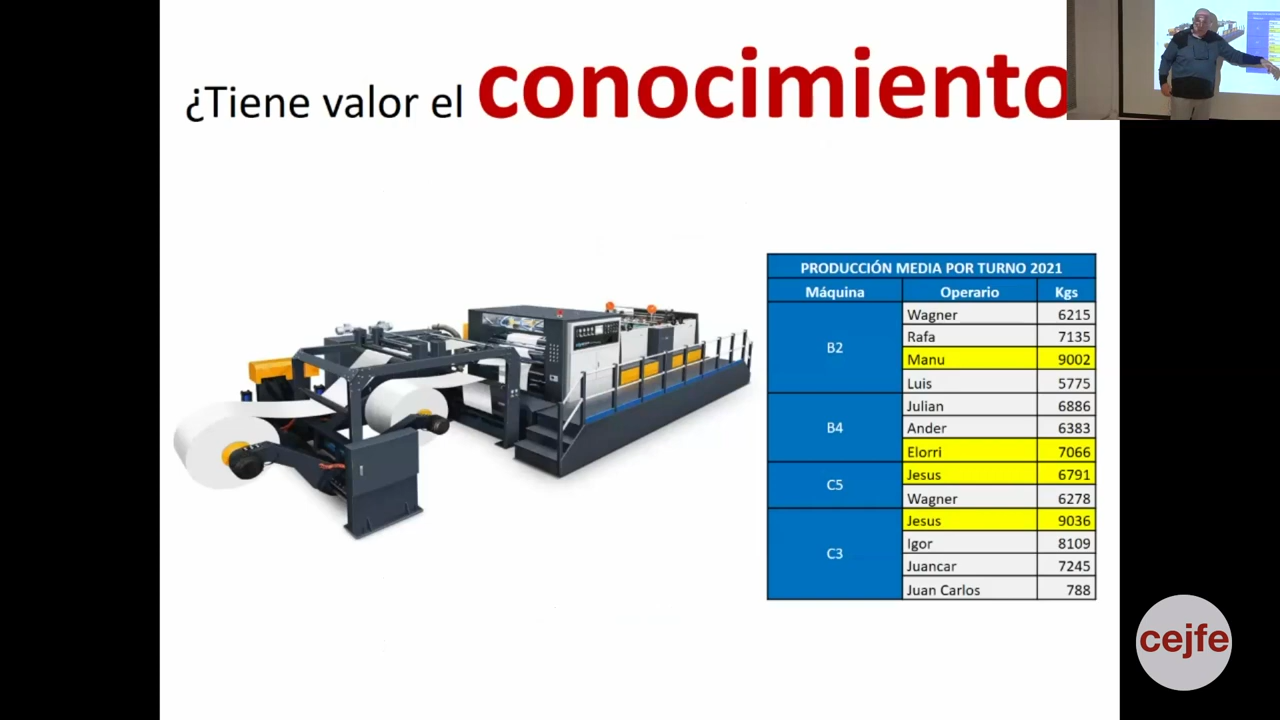 ¿Tiene valor el conocimiento
PRODUCCIÓN MEDIA POR TURNO 2021
Máquina Operario Kgs
B2
Wagner 6215
Rafa 7135
Manu 9002
Luis 5775
B4
Julian 6886
Ander 6383
Elorri 7066
C5
Jesus 6791
Wagner 6278
C3
Jesus 9036
Igor 8109
Juancar 7245
Juan Carlos 788
cejfe